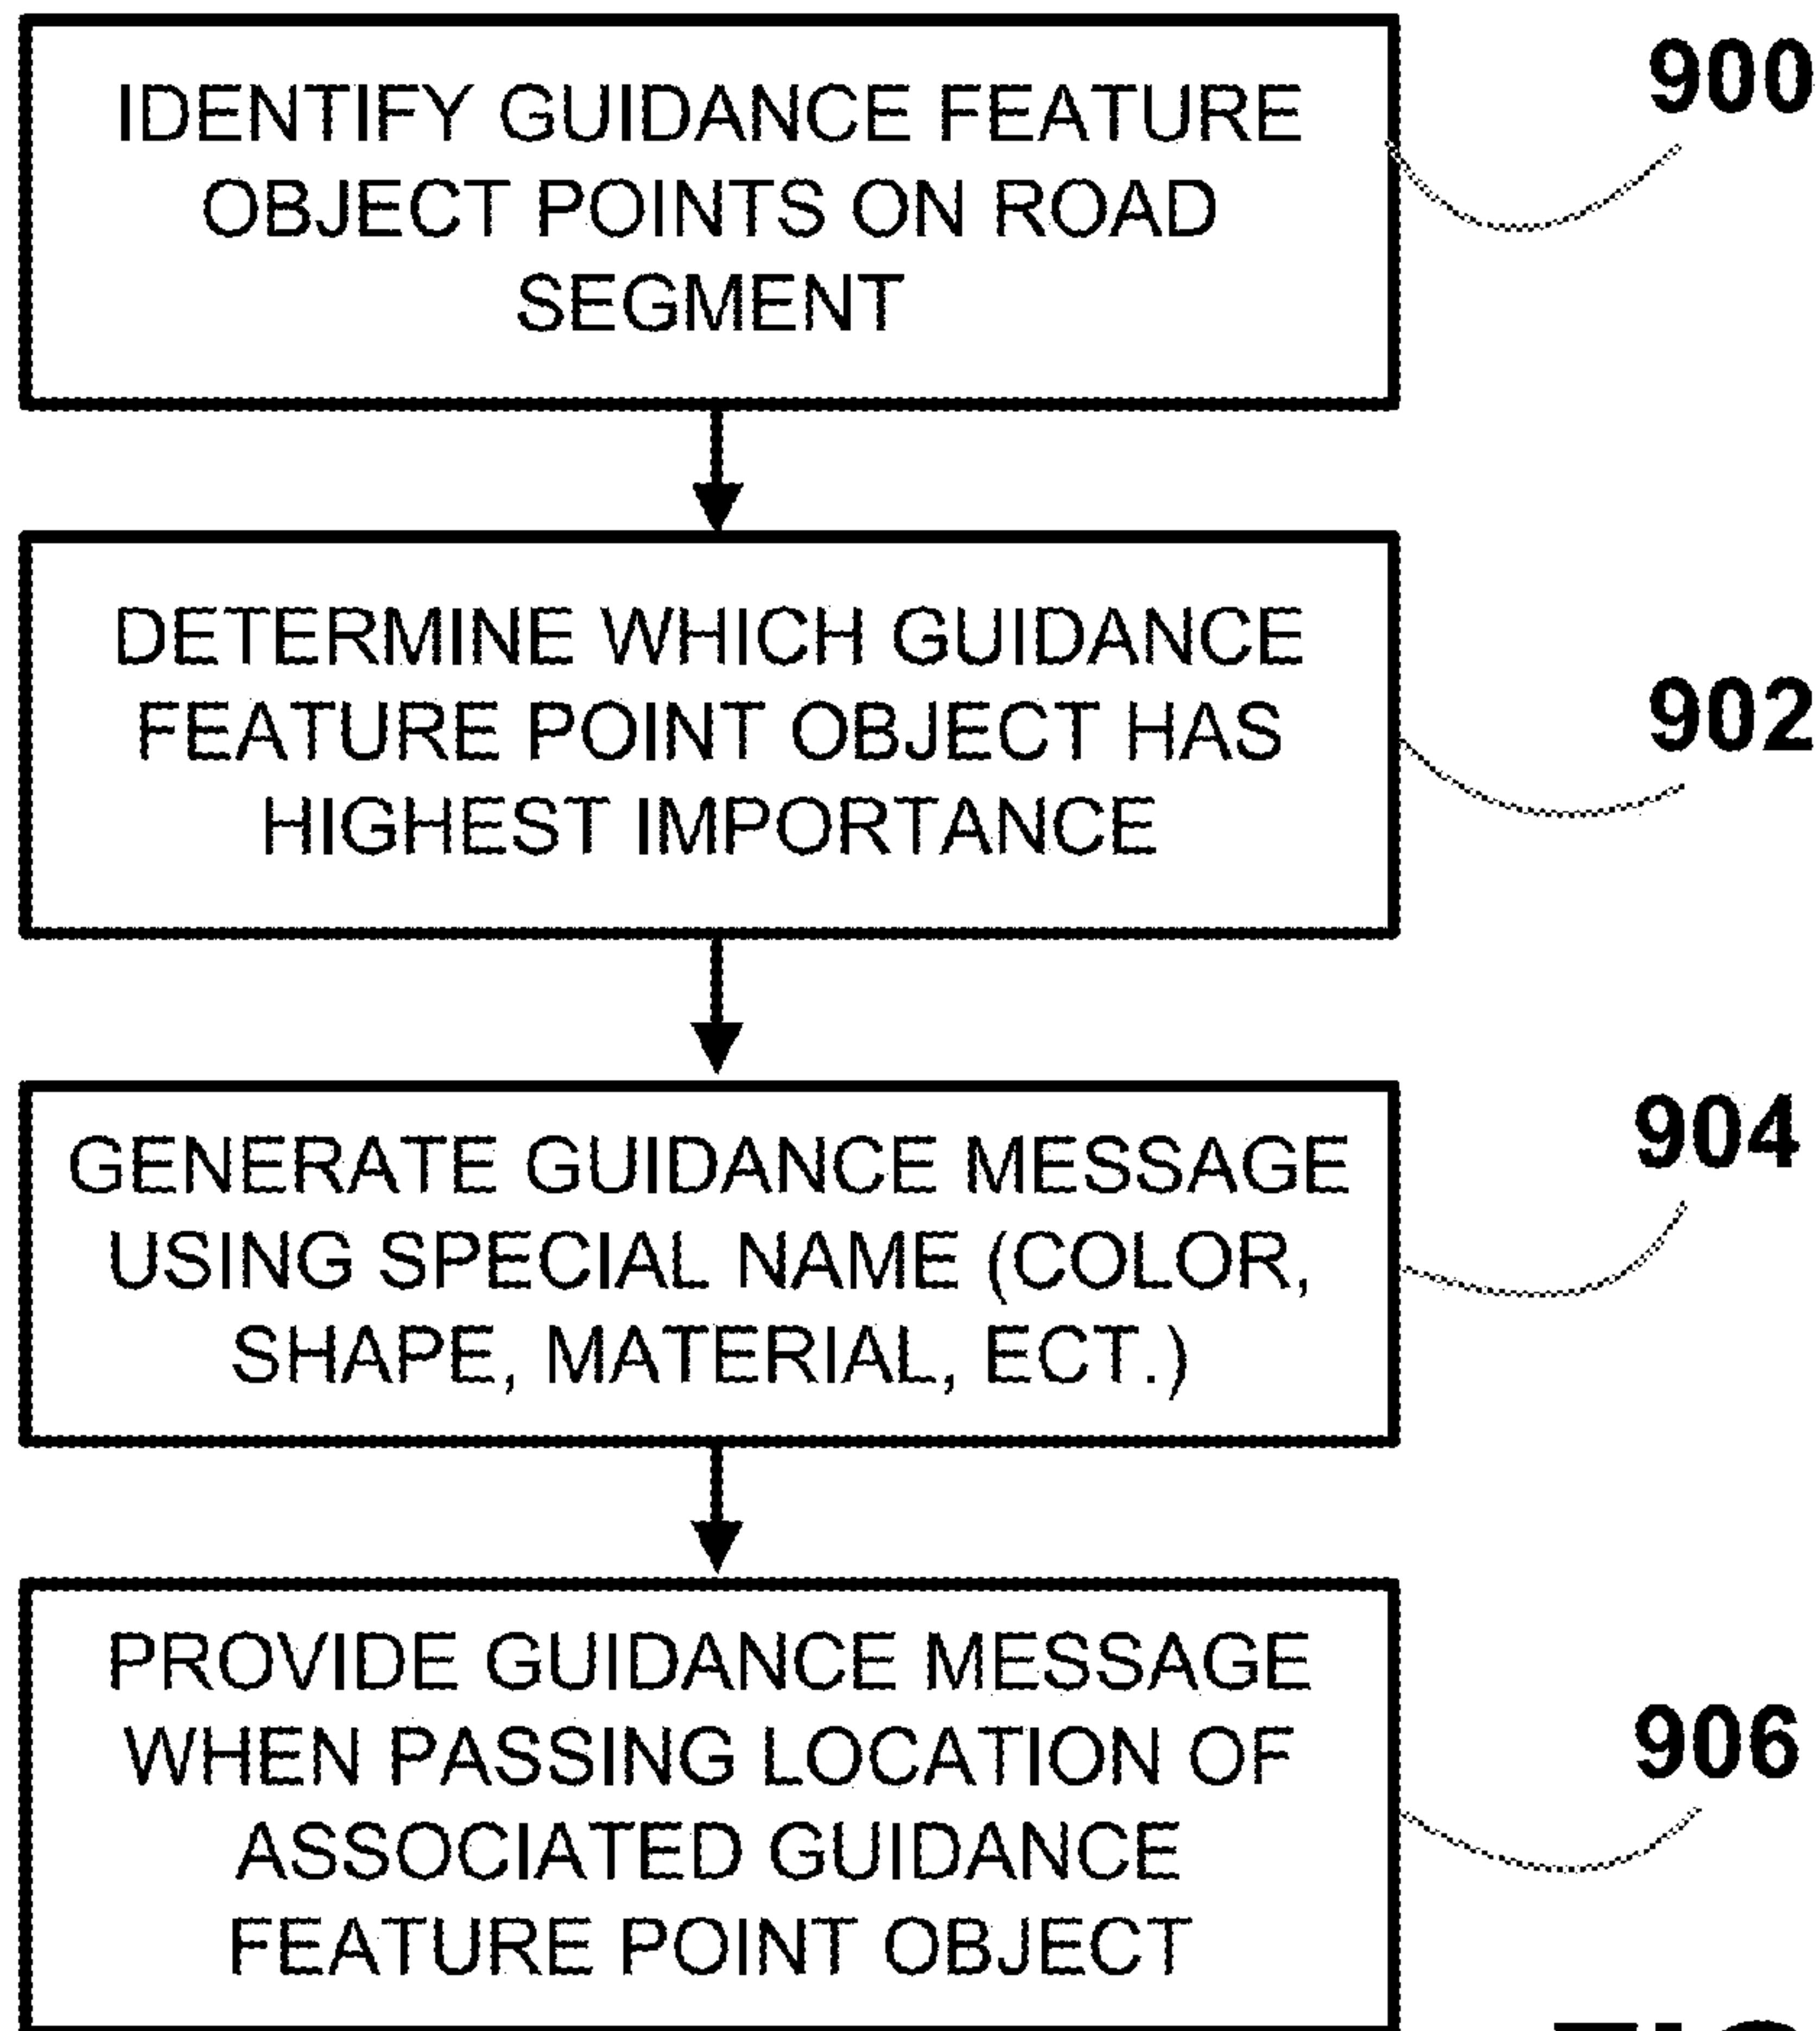 IDENTIFY GUIDANCE FEATURE
OBJECT POINTS ON ROAD
SEGMENT
900
DETERMINE WHICH GUIDANCE
FEATURE POINT OBJECT HAS
HIGHEST IMPORTANCE
902
GENERATE GUIDANCE MESSAGE
USING SPECIAL NAME (COLOR,
SHAPE, MATERIAL, ECT.)
904
PROVIDE GUIDANCE MESSAGE
WHEN PASSING LOCATION OF
ASSOCIATED GUIDANCE
FEATURE POINT OBJECT
906